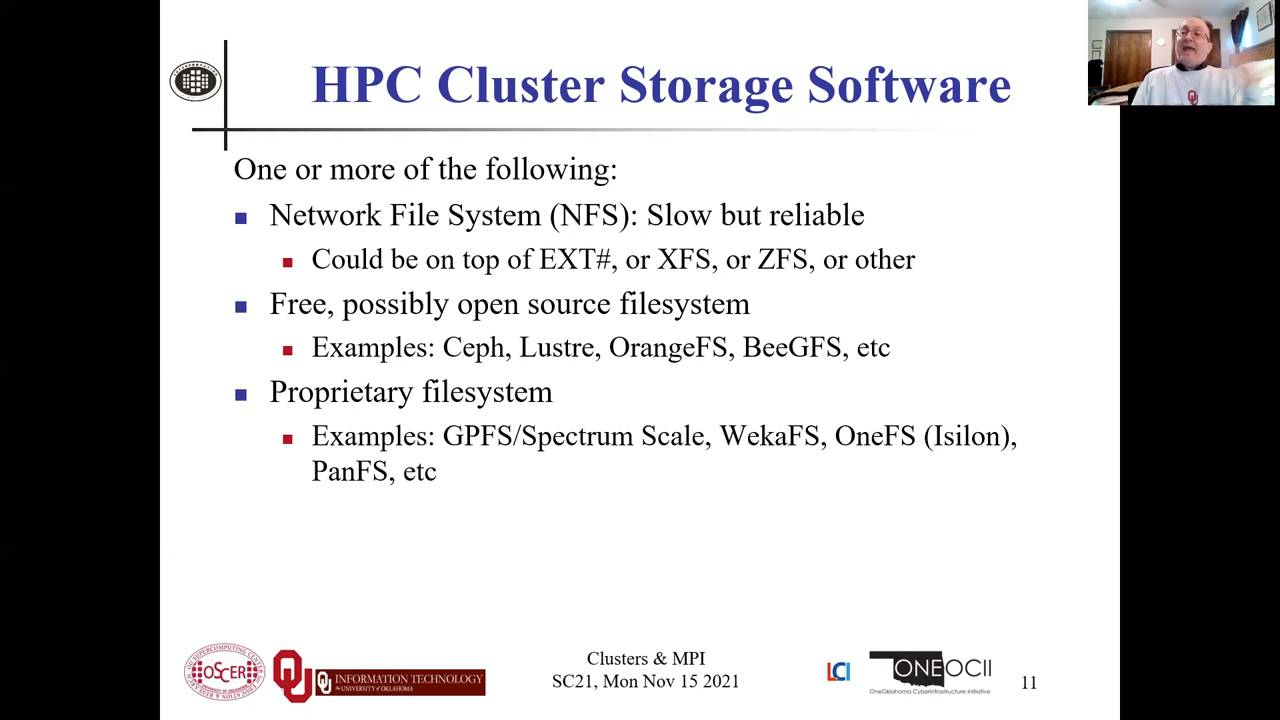 HPC Cluster Storage Software
One or more of the following:
Network File System (NFS): Slow but reliable
Could be on top of EXT#, or XFS, or ZFS, or other
Free, possibly open source filesystem
Examples: Ceph, Lustre, OrangeFS, BeeGFS, etc
Proprietary filesystem
Examples: GPFS/Spectrum Scale, WekaFS, OneFS (Isilon),
PanFS, etc
OSCER
INFORMATION TECHNOLOGY
The UNIVERSITY of OKLAHOMA
Clusters & MPI
SC21, Mon Nov 15 2021
LCI
ONEOCII
OneOklahoma Cyberinfrastructure Initiative
11